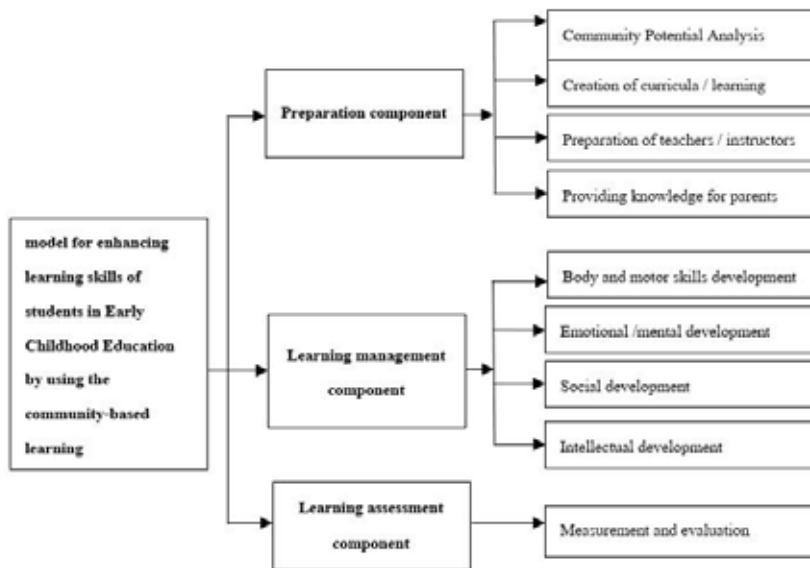 model for enhancing
learning skills of
students in Early
Childhood Education
by using the
community-based
learning
Preparation component
Community Potential Analysis
Creation of curricula / learning
Preparation of teachers / instructors
Providing knowledge for parents
Learning management
component
Body and motor skills development
Emotional /mental development
Social development
Intellectual development
Learning assessment
component
Measurement and evaluation